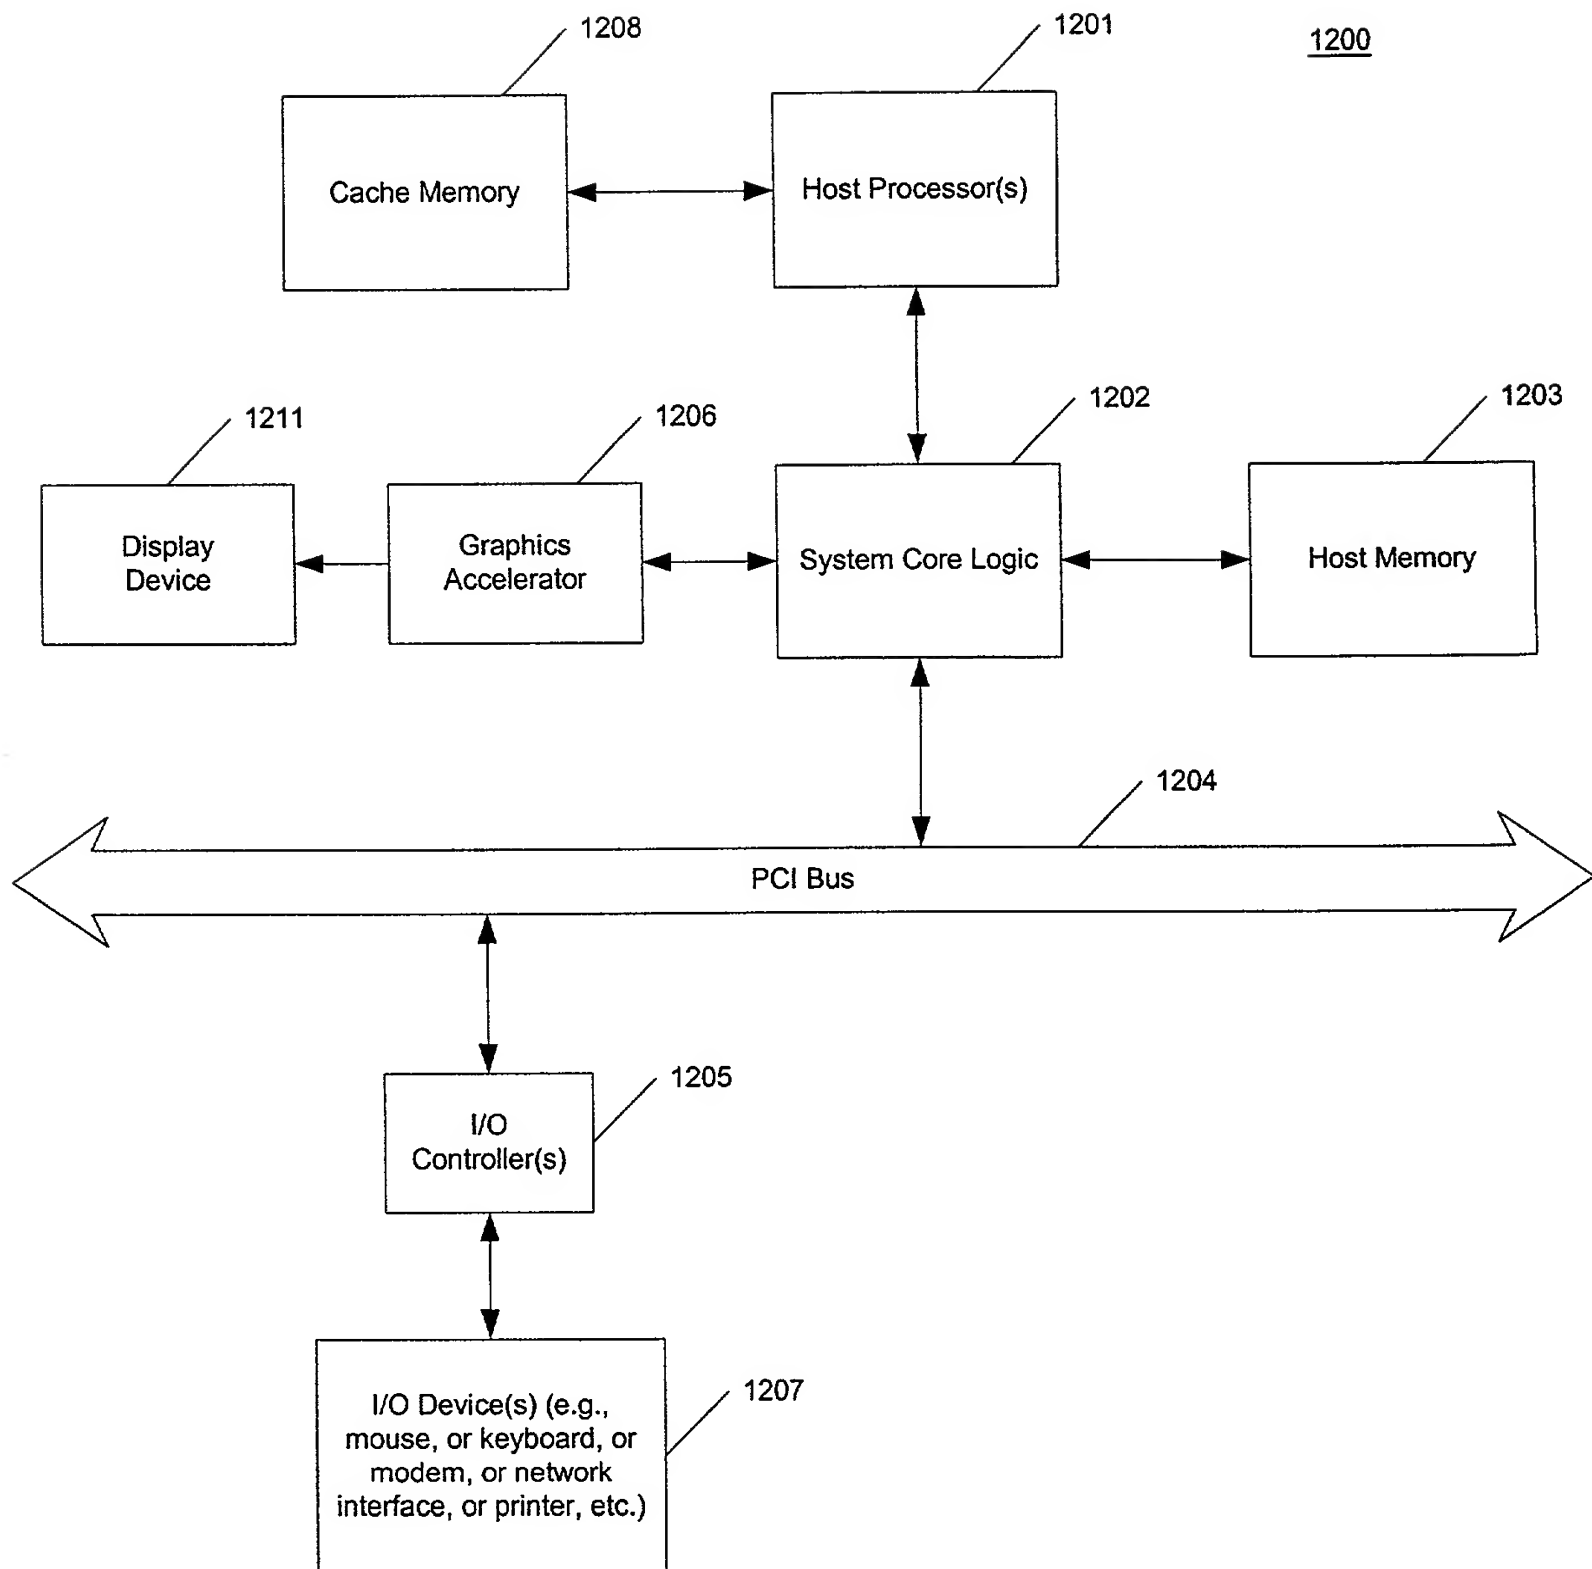 1208
1201
1200
Cache Memory
Host Processor(s)
1211
1206
1202
1203
Display
Device
Graphics
Accelerator
System Core Logic
Host Memory
1204
PCI Bus
1205
I/O
Controller(s)
1207
I/O Device(s) (e.g.,
mouse, or keyboard, or
modem, or network
interface, or printer, etc.)